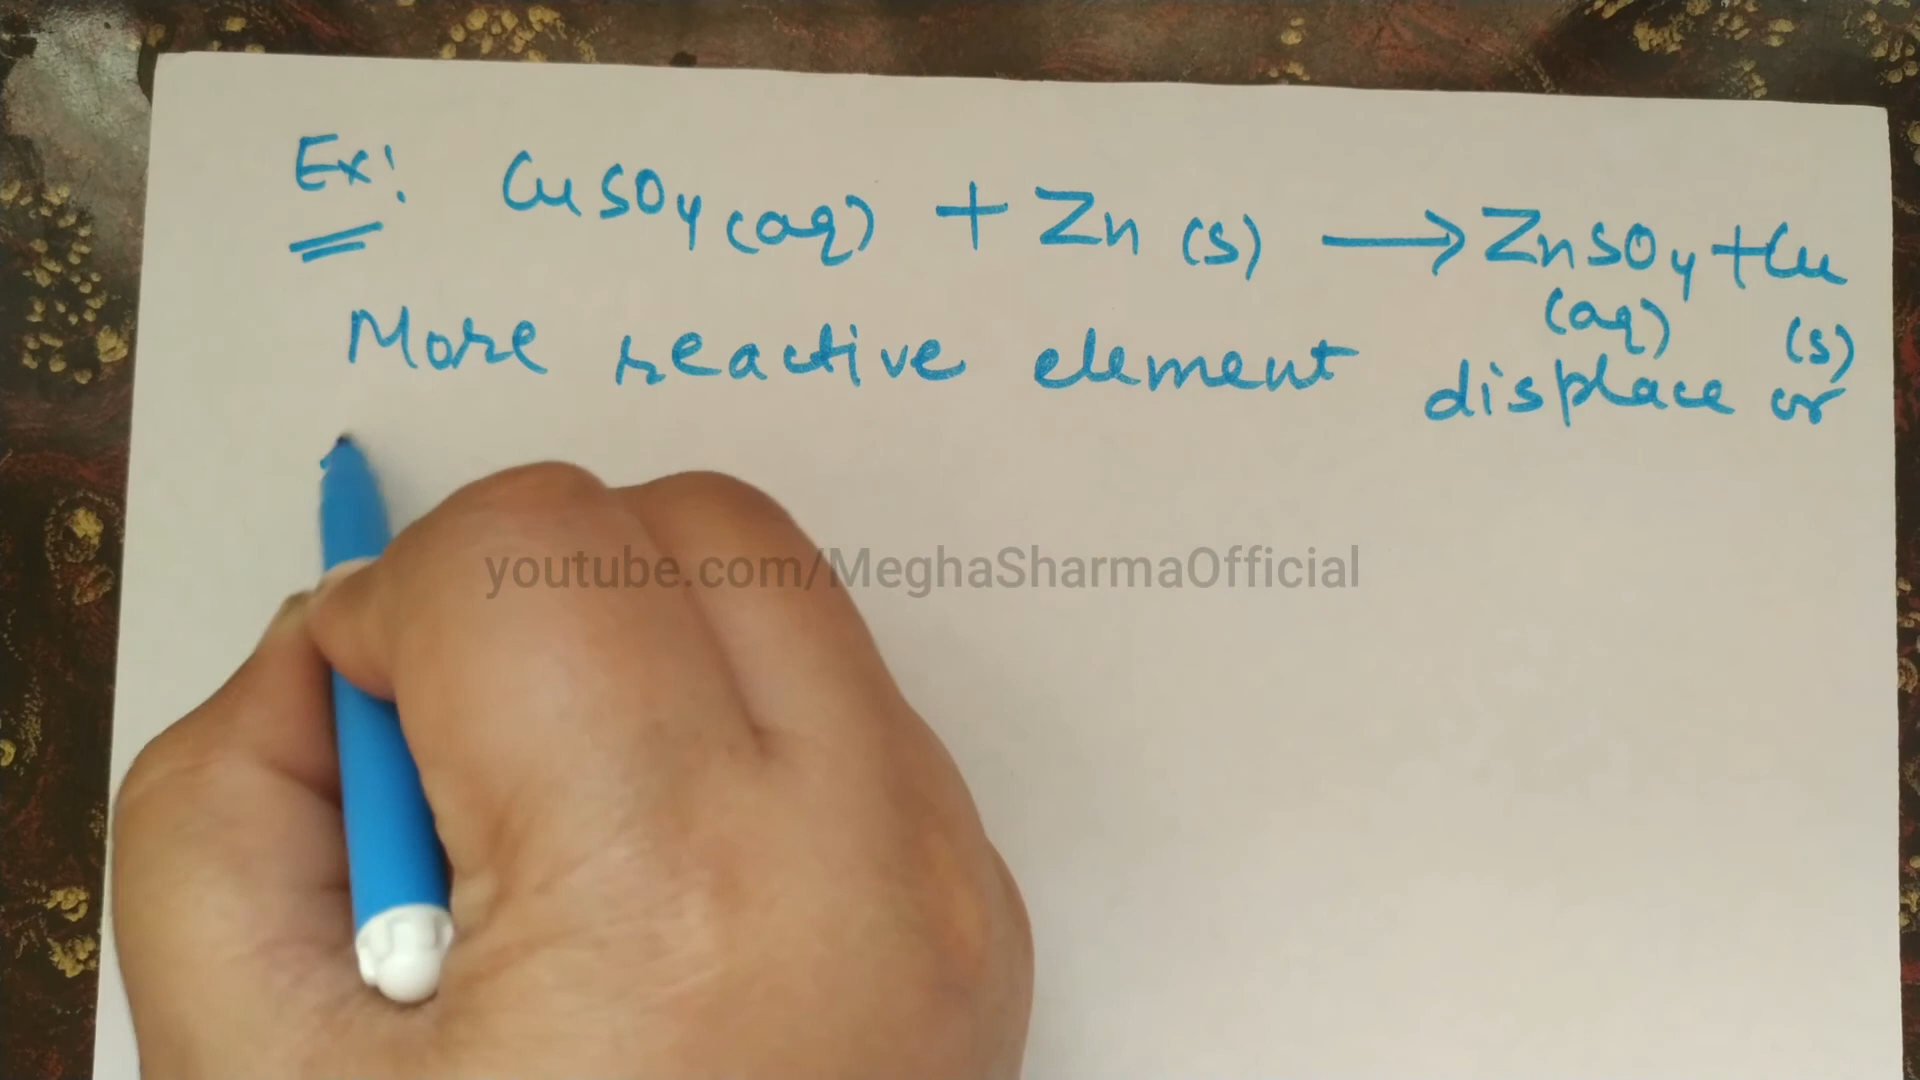 Ex: CuSO4 (aq) + Zn (s) → ZnSO4 + Cu
(aq) (s)
More reactive element displace or
youtube.com/MeghaSharmaOfficial